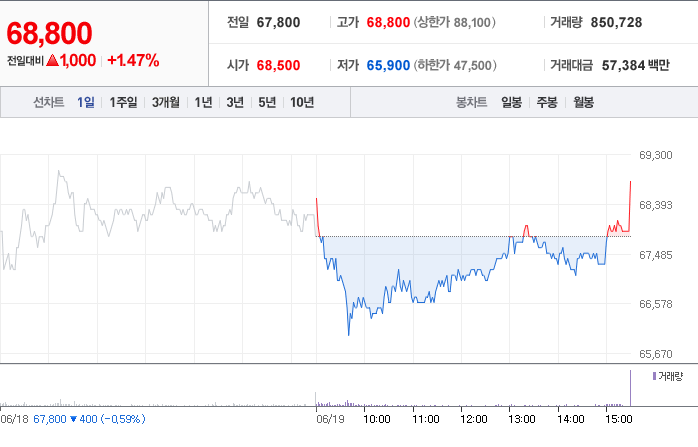 68,800
전일대비 ▲1,000 +1.47%
전일 67,800 고가 68,800 (상한가 88,100) 거래량 850,728
시가 68,500 저가 65,900 (하한가 47,500) 거래대금 57,384 백만
선차트 1일 1주일 3개월 1년 3년 5년 10년 봉차트 일봉 주봉 월봉
69,300
68,393
67,485
66,578
65,670
거래량
06/18 67,800 ▼400 (-0,59%) 06/19 10:00 11:00 12:00 13:00 14:00 15:00